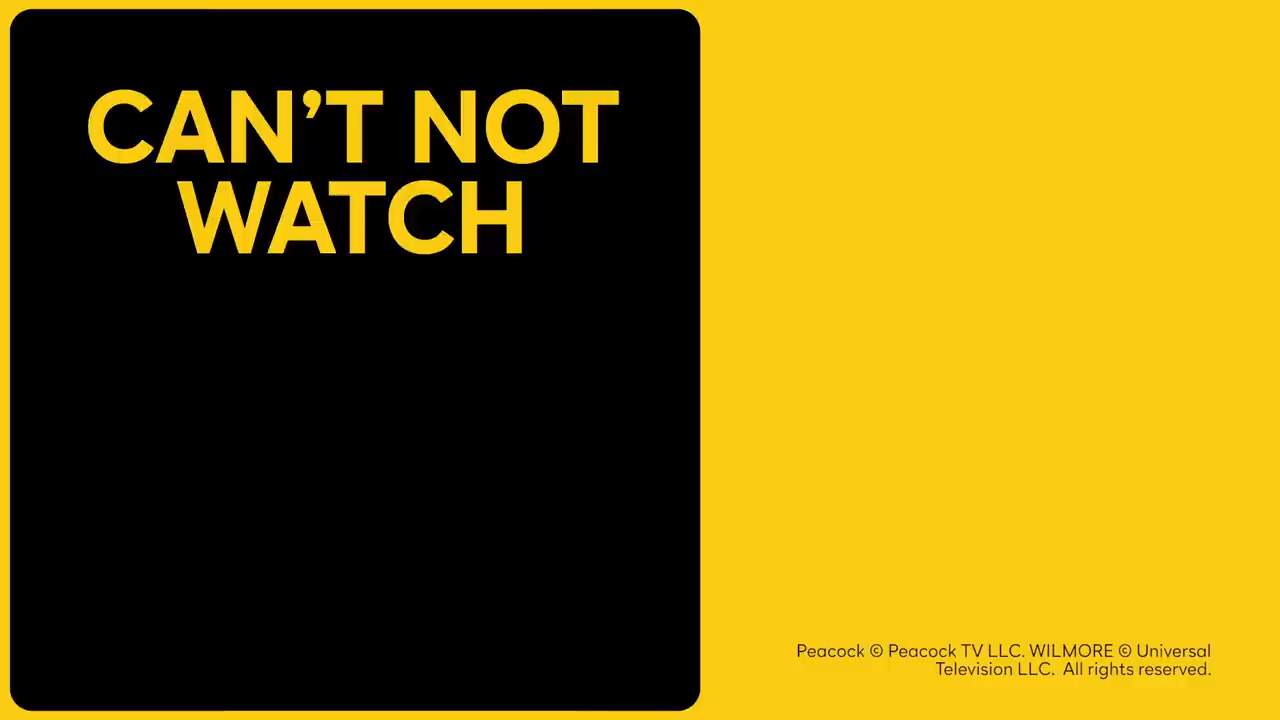 CAN’T NOT
WATCH
Peacock © Peacock TV LLC. WILMORE © Universal
Television LLC.  All rights reserved.